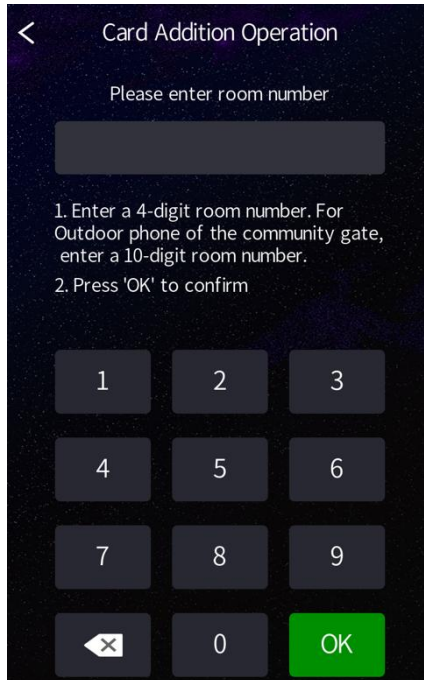 Card Addition Operation
Please enter room number
1. Enter a 4-digit room number. For
Outdoor phone of the community gate,
enter a 10-digit room number.
2. Press 'OK' to confirm
1 2 3
4 5 6
7 8 9
0 OK